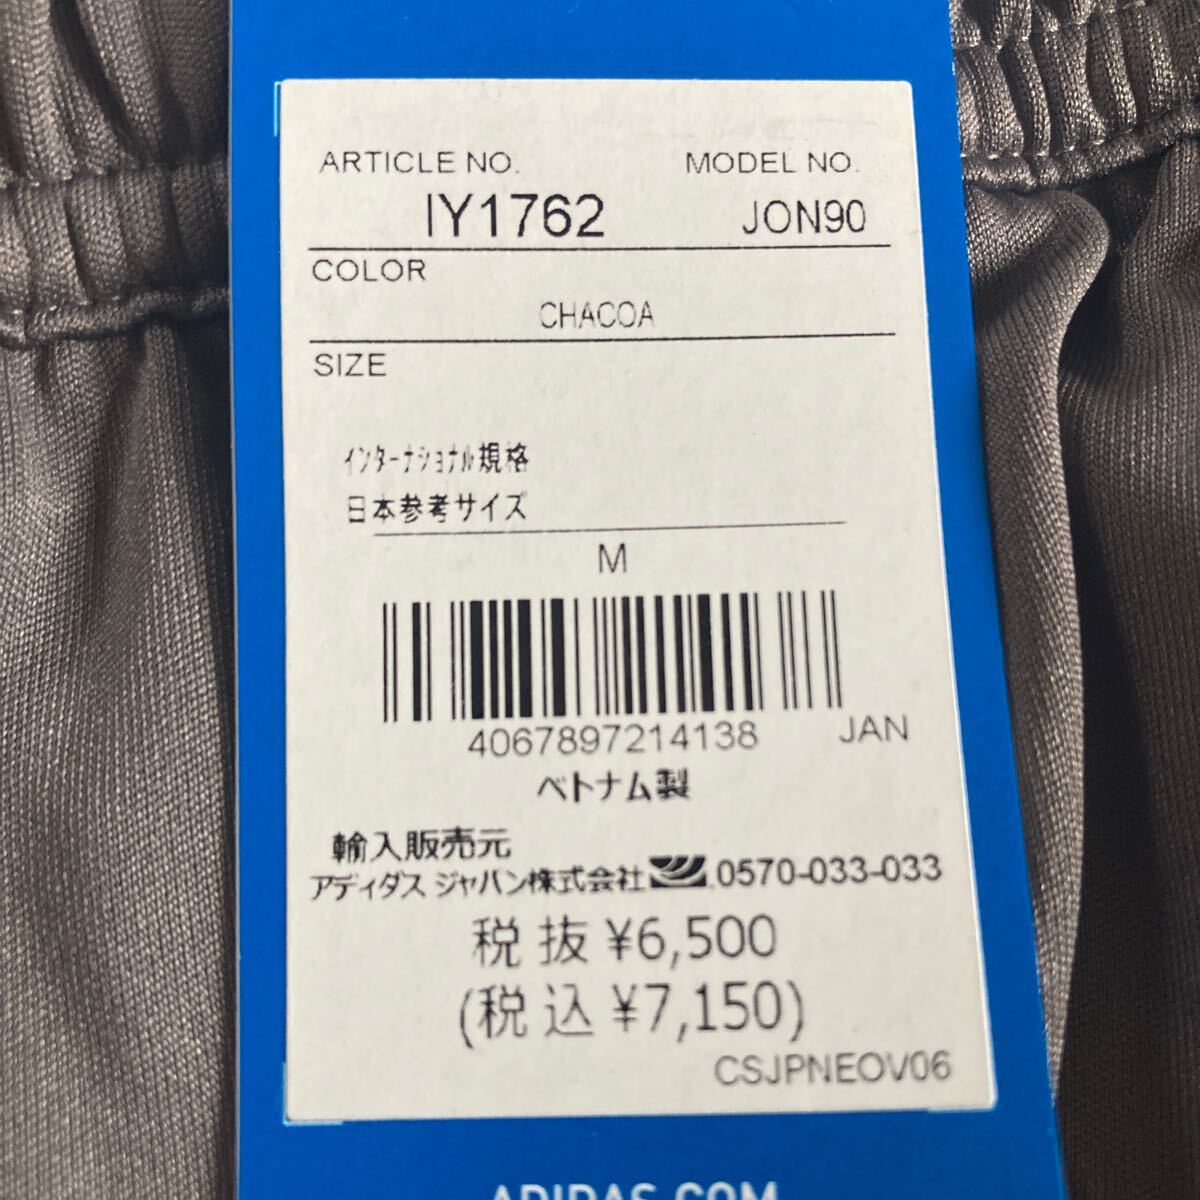 ARTICLE NO. MODEL NO.
IY1762 JON90
COLOR
CHACOA
SIZE
インターナショナル規格
日本参考サイズ
M
4067897214138 JAN
ベトナム製
輸入販売元
アディダス ジャパン株式会社 0570-033-033
税 抜 ¥6,500
(税 込 ¥7,150)
CSJPNEOV06
ADIDAS.COM